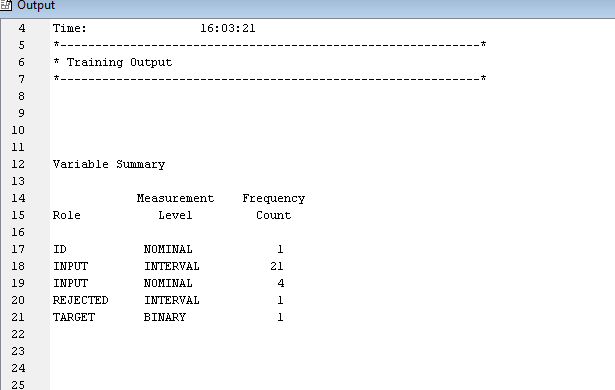 Output
4 Time: 16:03:21
5 *------------------------------------------------------------*
6 * Training Output
7 *------------------------------------------------------------*
8
9
10
11
12 Variable Summary
13
14 Measurement Frequency
15 Role Level Count
16
17 ID NOMINAL 1
18 INPUT INTERVAL 21
19 INPUT NOMINAL 4
20 REJECTED INTERVAL 1
21 TARGET BINARY 1
22
23
24
25